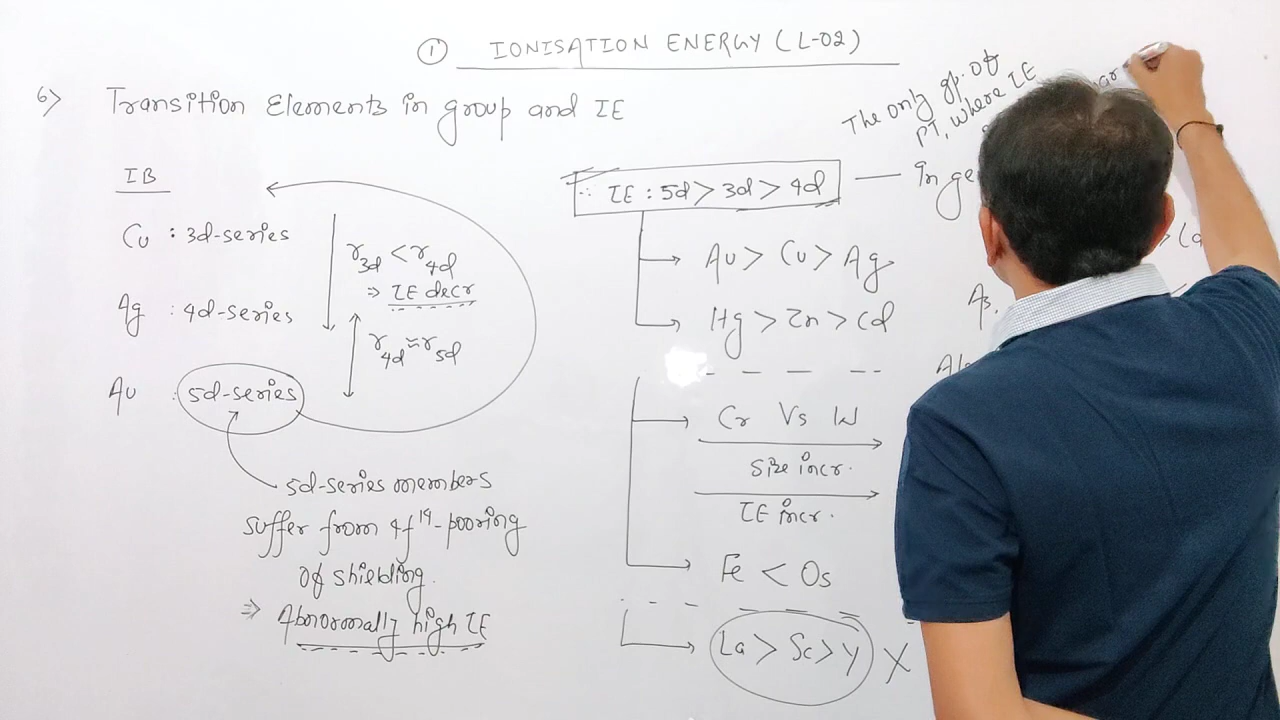 ① IONISATION ENERGY (L-02)
6> Transition Elements in group and IE
The only gp. of
PT, where IE
IB
Cu : 3d-series
Ag : 4d-series
Au : 5d-series
r3d < r4d
⇒ IE decr
r4d ≈ r5d
5d-series members
suffer from 4f¹⁴-pooring
of shielding.
⇒ Abnormally high IE
∴ IE : 5d > 3d > 4d — In ge
Au > Cu > Ag
Hg > Zn > Cd
Cr Vs W
Size incr.
IE incr.
Fe < Os
La > Sc > Y X